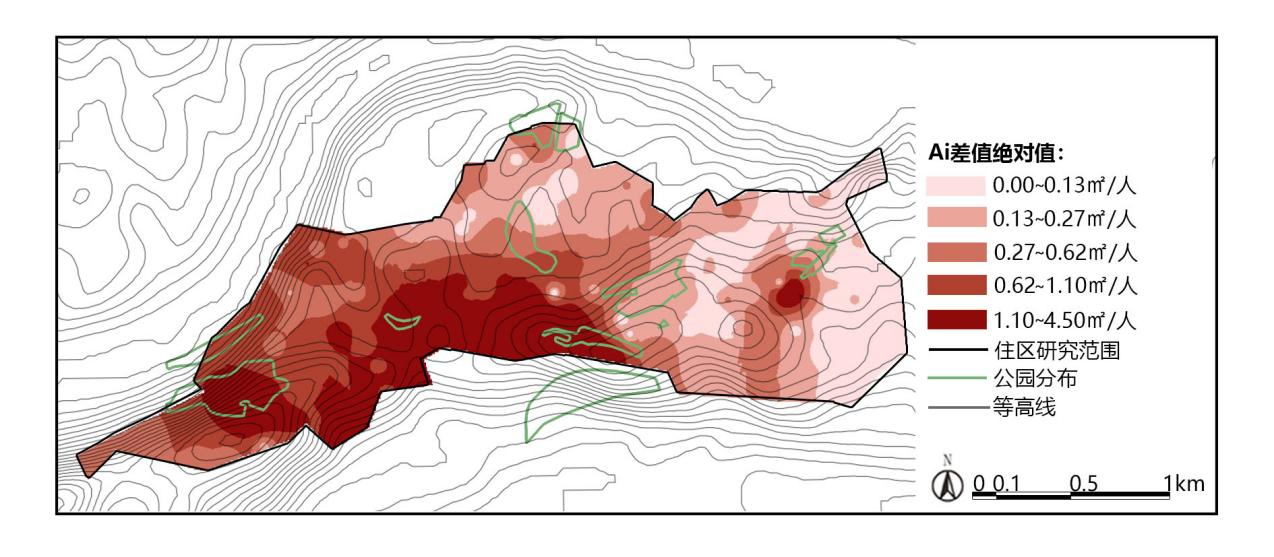 Ai差值绝对值：
0.00~0.13㎡/人
0.13~0.27㎡/人
0.27~0.62㎡/人
0.62~1.10㎡/人
1.10~4.50㎡/人
住区研究范围
公园分布
等高线
N
0 0.1 0.5 1km